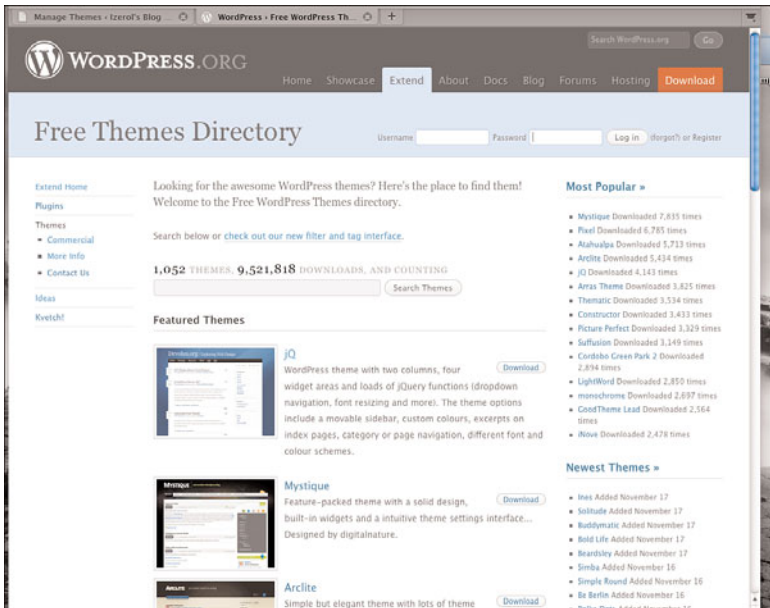 Manage Themes ‹ Izerol's Blog ...
WordPress › Free WordPress Th...
WORDPRESS.ORG
Search WordPress.org
Go
Home Showcase Extend About Docs Blog Forums Hosting Download
Free Themes Directory
Username
Password
Log in
(forgot?) or Register
Extend Home
Plugins
Themes
Commercial
More Info
Contact Us
Ideas
Kvetch!
Looking for the awesome WordPress themes? Here's the place to find them!
Welcome to the Free WordPress Themes directory.
Search below or check out our new filter and tag interface.
1,052 THEMES, 9,521,818 DOWNLOADS, AND COUNTING
Search Themes
Featured Themes
jQ
Download
WordPress theme with two columns, four
widget areas and loads of jQuery functions (dropdown
navigation, font resizing and more). The theme options
include a movable sidebar, custom colours, excerpts on
index pages, category or page navigation, different font and
colour schemes.
MYSTIQUE
Mystique
Download
Feature-packed theme with a solid design,
built-in widgets and a intuitive theme settings interface...
Designed by digitalnature.
ARCLITE
Arclite
Download
Simple but elegant theme with lots of theme
Most Popular »
Mystique Downloaded 7,835 times
Pixel Downloaded 6,785 times
Atahualpa Downloaded 5,713 times
Arclite Downloaded 5,434 times
jQ Downloaded 4,143 times
Arras Theme Downloaded 3,825 times
Thematic Downloaded 3,534 times
Constructor Downloaded 3,433 times
Picture Perfect Downloaded 3,329 times
Suffusion Downloaded 3,149 times
Cordobo Green Park 2 Downloaded
2,894 times
LightWord Downloaded 2,850 times
monochrome Downloaded 2,697 times
GoodTheme Lead Downloaded 2,564
times
iNove Downloaded 2,478 times
Newest Themes »
Ines Added November 17
Solitude Added November 17
Buddymatic Added November 17
Bold Life Added November 17
Beardsley Added November 17
Simba Added November 16
Simple Round Added November 16
Be Berlin Added November 16